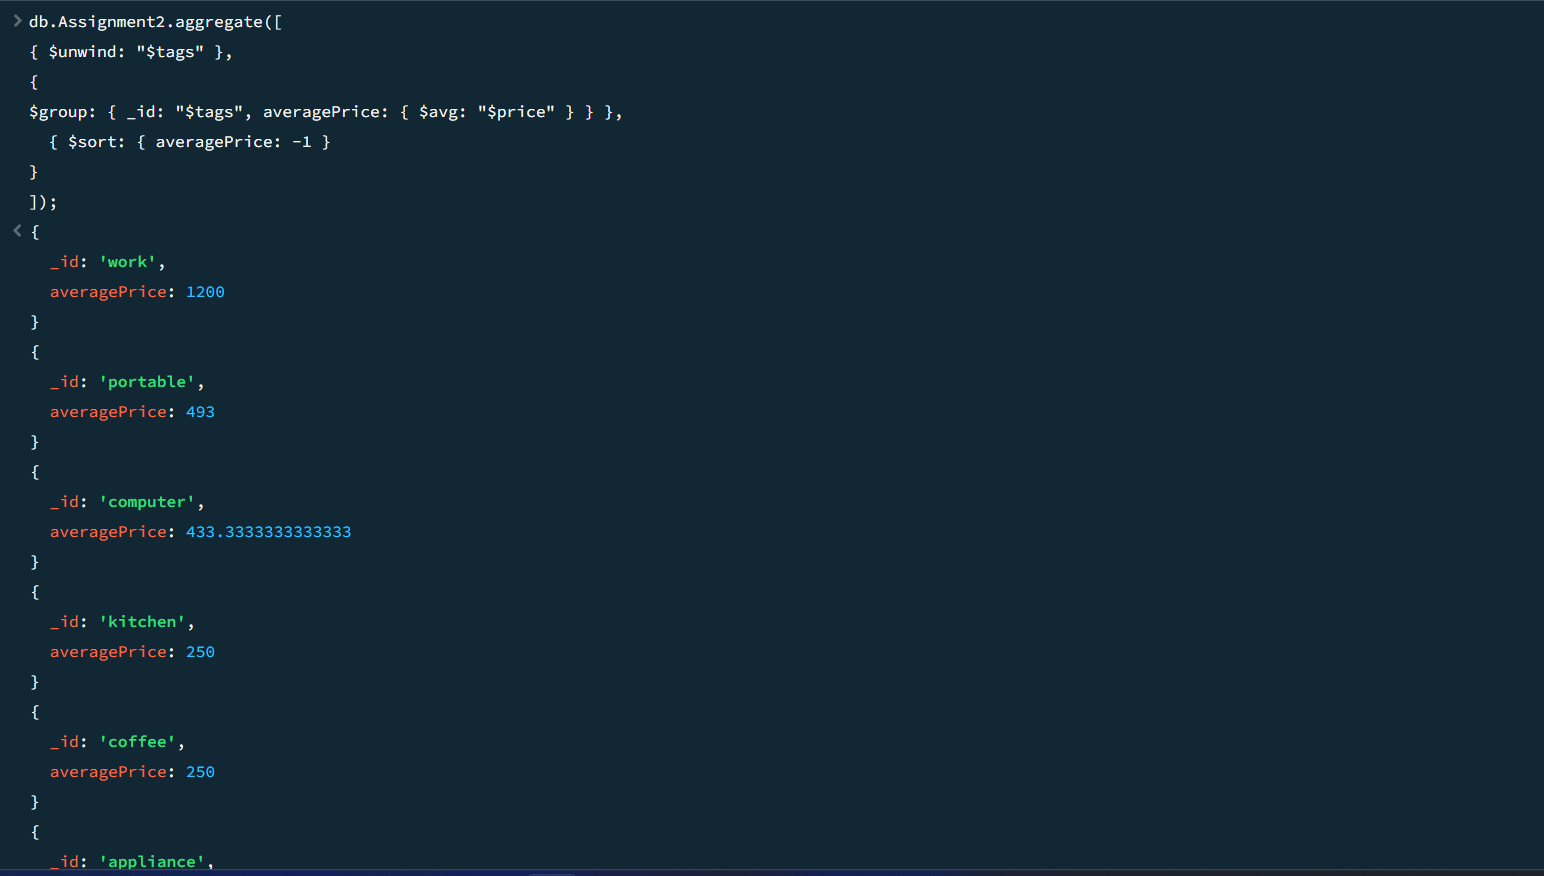 db.Assignment2.aggregate([
{ $unwind: "$tags" },
{
$group: { _id: "$tags", averagePrice: { $avg: "$price" } } },
{ $sort: { averagePrice: -1 }
}
]);
{
_id: 'work',
averagePrice: 1200
}
{
_id: 'portable',
averagePrice: 493
}
{
_id: 'computer',
averagePrice: 433.3333333333333
}
{
_id: 'kitchen',
averagePrice: 250
}
{
_id: 'coffee',
averagePrice: 250
}
{
_id: 'appliance',